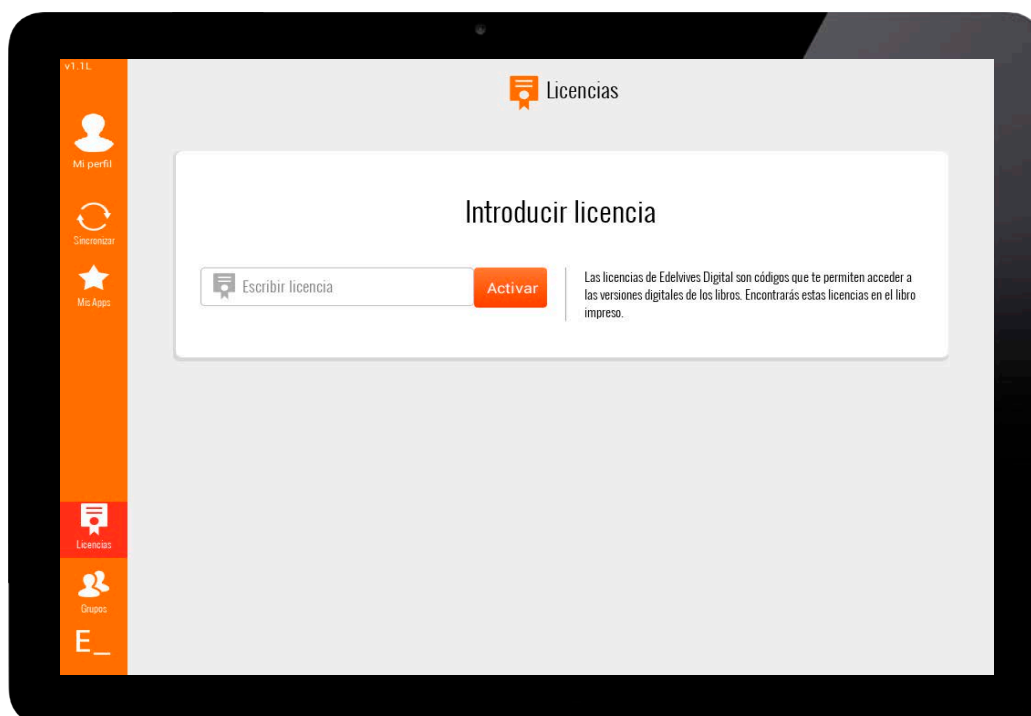 v1.1L
Mi perfil
Sincronizar
Mis Apps
Licencias
Grupos
E_
Licencias
Introducir licencia
Escribir licencia
Activar
Las licencias de Edelvives Digital son códigos que te permiten acceder a
las versiones digitales de los libros. Encontrarás estas licencias en el libro
impreso.